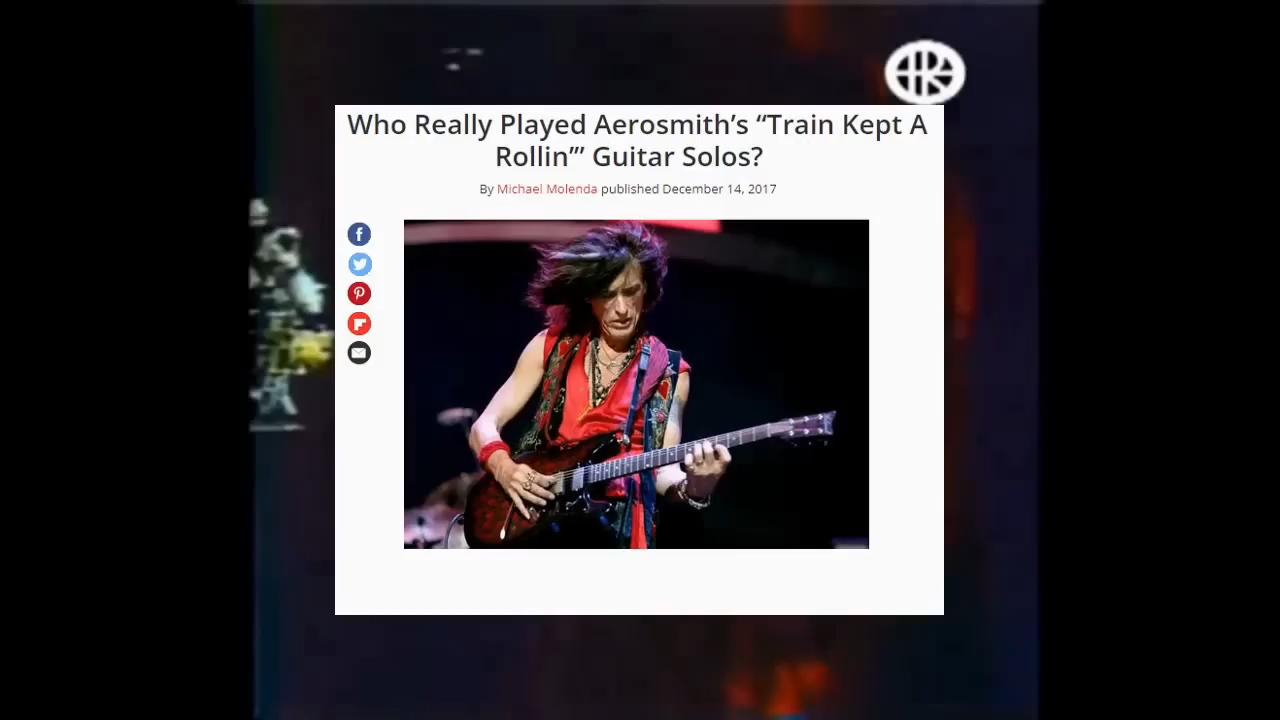 Who Really Played Aerosmith’s “Train Kept A
Rollin’” Guitar Solos?
By Michael Molenda published December 14, 2017